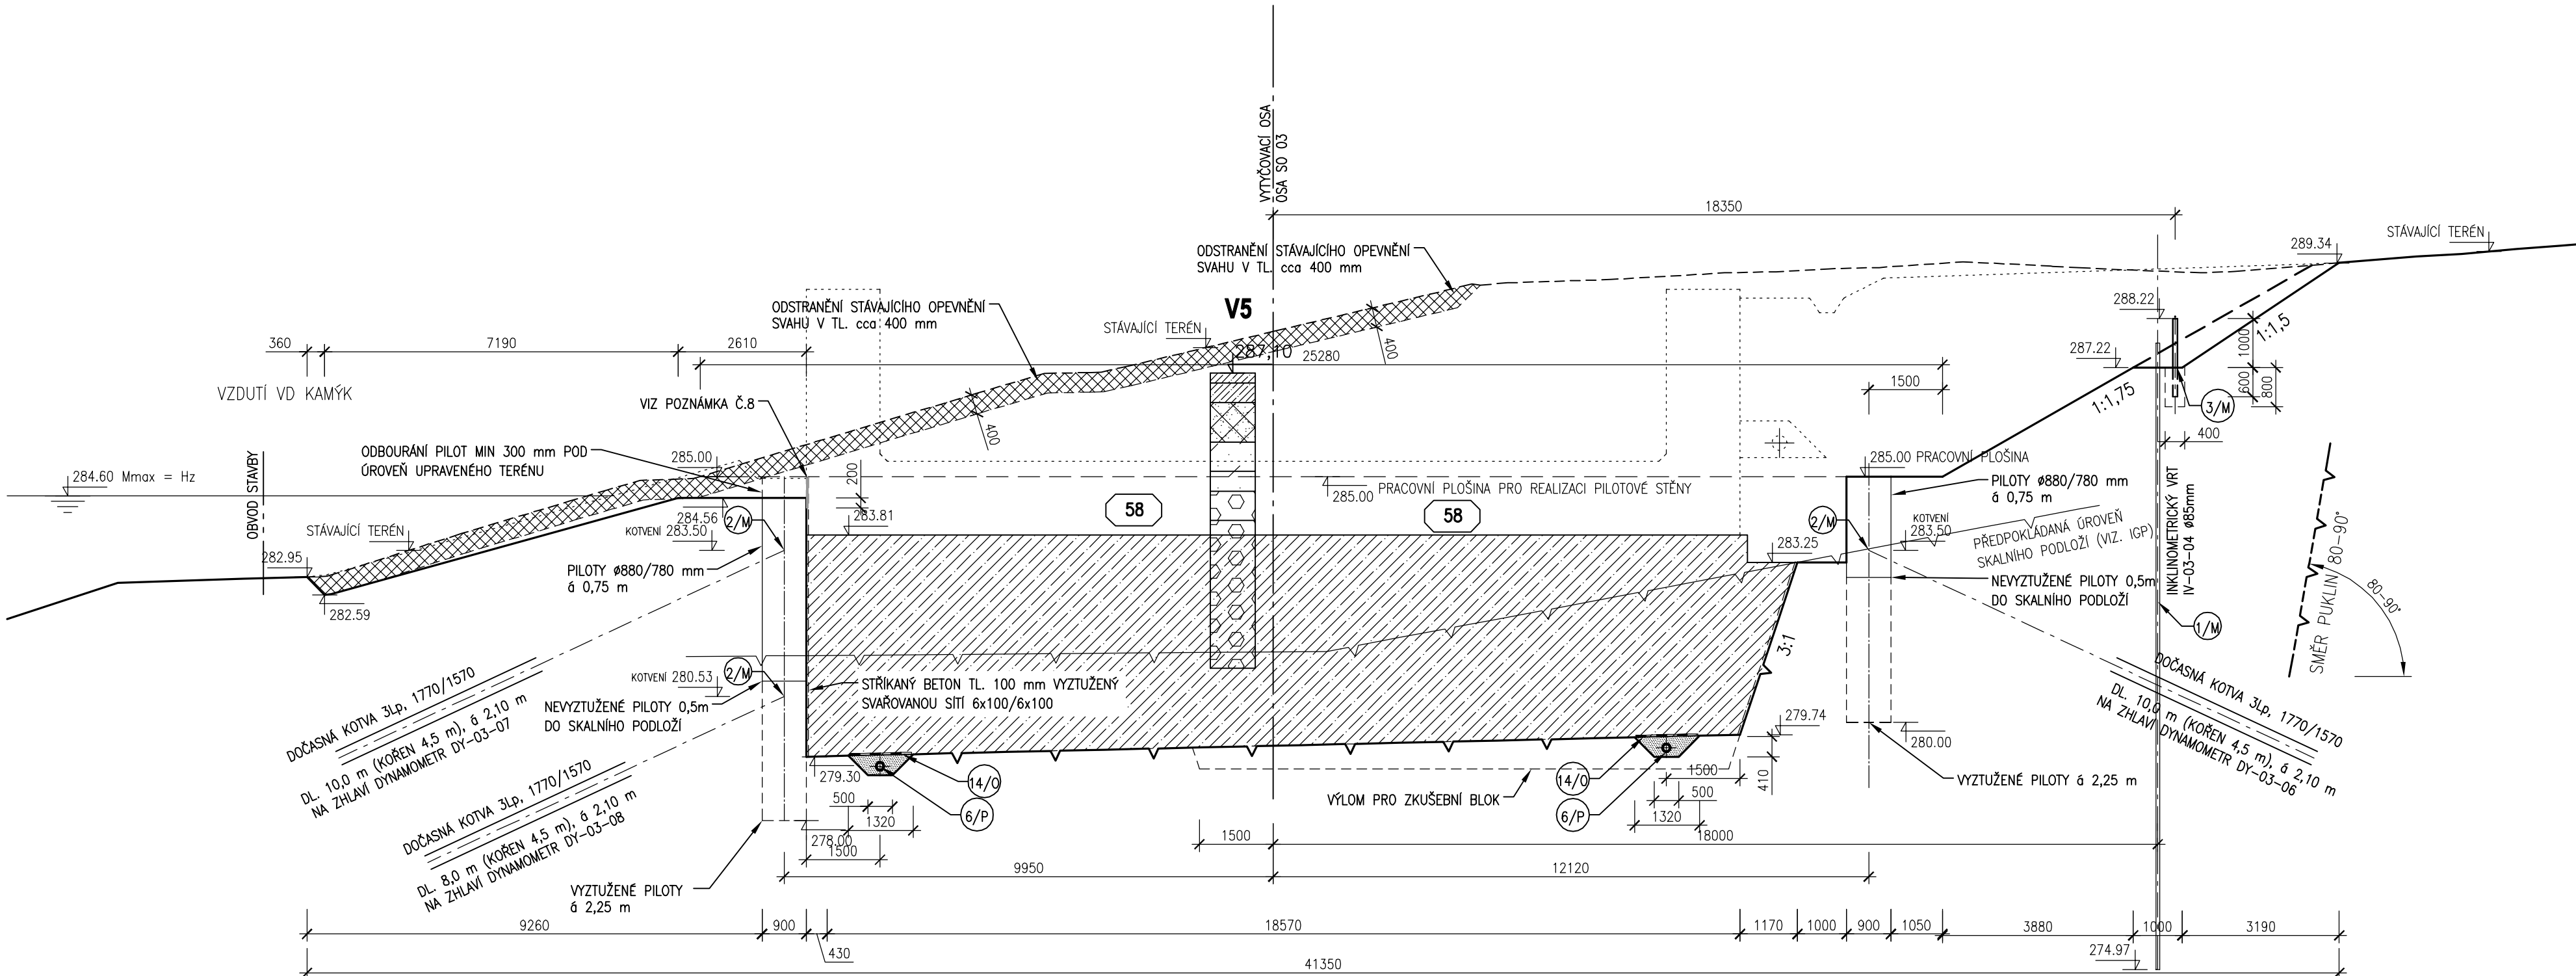 VYTYČOVACÍ OSA
OSA SO 03
18350
STÁVAJÍCÍ TERÉN
289.34
ODSTRANĚNÍ STÁVAJÍCÍHO OPEVNĚNÍ
SVAHU V TL. cca 400 mm
ODSTRANĚNÍ STÁVAJÍCÍHO OPEVNĚNÍ
SVAHU V TL. cca 400 mm
V5
STÁVAJÍCÍ TERÉN
288.22
1:1,5
1000
600
800
360
7190
2610
287,10
25280
400
287.22
1500
1:1,75
3/M
400
VZDUTÍ VD KAMÝK
VIZ POZNÁMKA Č.8
400
ODBOURÁNÍ PILOT MIN 300 mm POD
ÚROVEŇ UPRAVENÉHO TERÉNU
285.00
200
285.00 PRACOVNÍ PLOŠINA
284.60 Mmax = Hz
OBVOD STAVBY
285.00
PRACOVNÍ PLOŠINA PRO REALIZACI PILOTOVÉ STĚNY
PILOTY ø880/780 mm
á 0,75 m
INKLINOMETRICKÝ VRT
IV-03-04 ø85mm
58
58
283.81
284.56
2/M
KOTVENÍ
283.50
2/M
KOTVENÍ
283.50
STÁVAJÍCÍ TERÉN
PŘEDPOKLÁDANÁ ÚROVEŇ
SKALNÍHO PODLOŽÍ (VIZ. IGP)
SMĚR PUKLIN 80-90°
80-90°
282.95
282.59
PILOTY ø880/780 mm
á 0,75 m
283.25
NEVYZTUŽENÉ PILOTY 0,5m
DO SKALNÍHO PODLOŽÍ
1/M
3:1
KOTVENÍ 280.53
2/M
STŘÍKANÝ BETON TL. 100 mm VYZTUŽENÝ
SVAŘOVANOU SÍTÍ 6x100/6x100
NEVYZTUŽENÉ PILOTY 0,5m
DO SKALNÍHO PODLOŽÍ
DOČASNÁ KOTVA 3Lp, 1770/1570
DL. 10,0 m (KOŘEN 4,5 m), á 2,10 m
NA ZHLAVÍ DYNAMOMETR DY-03-07
DOČASNÁ KOTVA 3Lp, 1770/1570
DL. 10,0 m (KOŘEN 4,5 m), á 2,10 m
NA ZHLAVÍ DYNAMOMETR DY-03-06
279.74
280.00
DOČASNÁ KOTVA 3Lp, 1770/1570
DL. 8,0 m (KOŘEN 4,5 m), á 2,10 m
NA ZHLAVÍ DYNAMOMETR DY-03-08
279.30
14/O
6/P
500
1320
278.00
1500
VÝLOM PRO ZKUŠEBNÍ BLOK
14/O
6/P
1500
410
500
1320
VYZTUŽENÉ PILOTY á 2,25 m
1500
18000
9950
12120
VYZTUŽENÉ PILOTY
á 2,25 m
9260
900
430
18570
1170
1000
900
1050
3880
1000
3190
274.97
41350